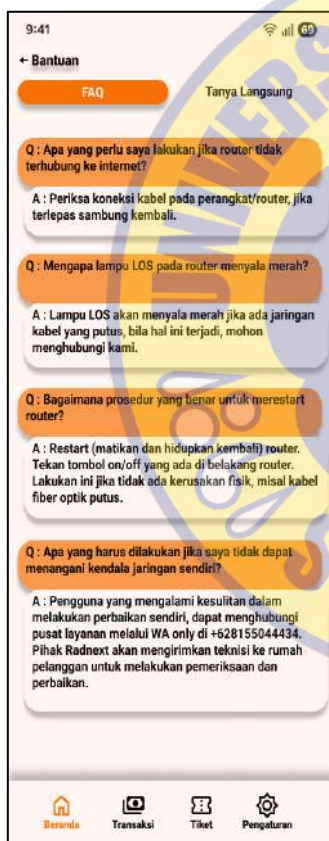 9:41
69
← Bantuan
FAQ
Tanya Langsung
Q : Apa yang perlu saya lakukan jika router tidak
terhubung ke internet?
A : Periksa koneksi kabel pada perangkat/router, jika
terlepas sambung kembali.
Q : Mengapa lampu LOS pada router menyala merah?
A : Lampu LOS akan menyala merah jika ada jaringan
kabel yang putus, bila hal ini terjadi, mohon
menghubungi kami.
Q : Bagaimana prosedur yang benar untuk merestart
router?
A : Restart (matikan dan hidupkan kembali) router.
Tekan tombol on/off yang ada di belakang router.
Lakukan ini jika tidak ada kerusakan fisik, misal kabel
fiber optik putus.
Q : Apa yang harus dilakukan jika saya tidak dapat
menangani kendala jaringan sendiri?
A : Pengguna yang mengalami kesulitan dalam
melakukan perbaikan sendiri, dapat menghubungi
pusat layanan melalui WA only di +628155044434.
Pihak Radnext akan mengirimkan teknisi ke rumah
pelanggan untuk melakukan pemeriksaan dan
perbaikan.
Beranda
Transaksi
Tiket
Pengaturan